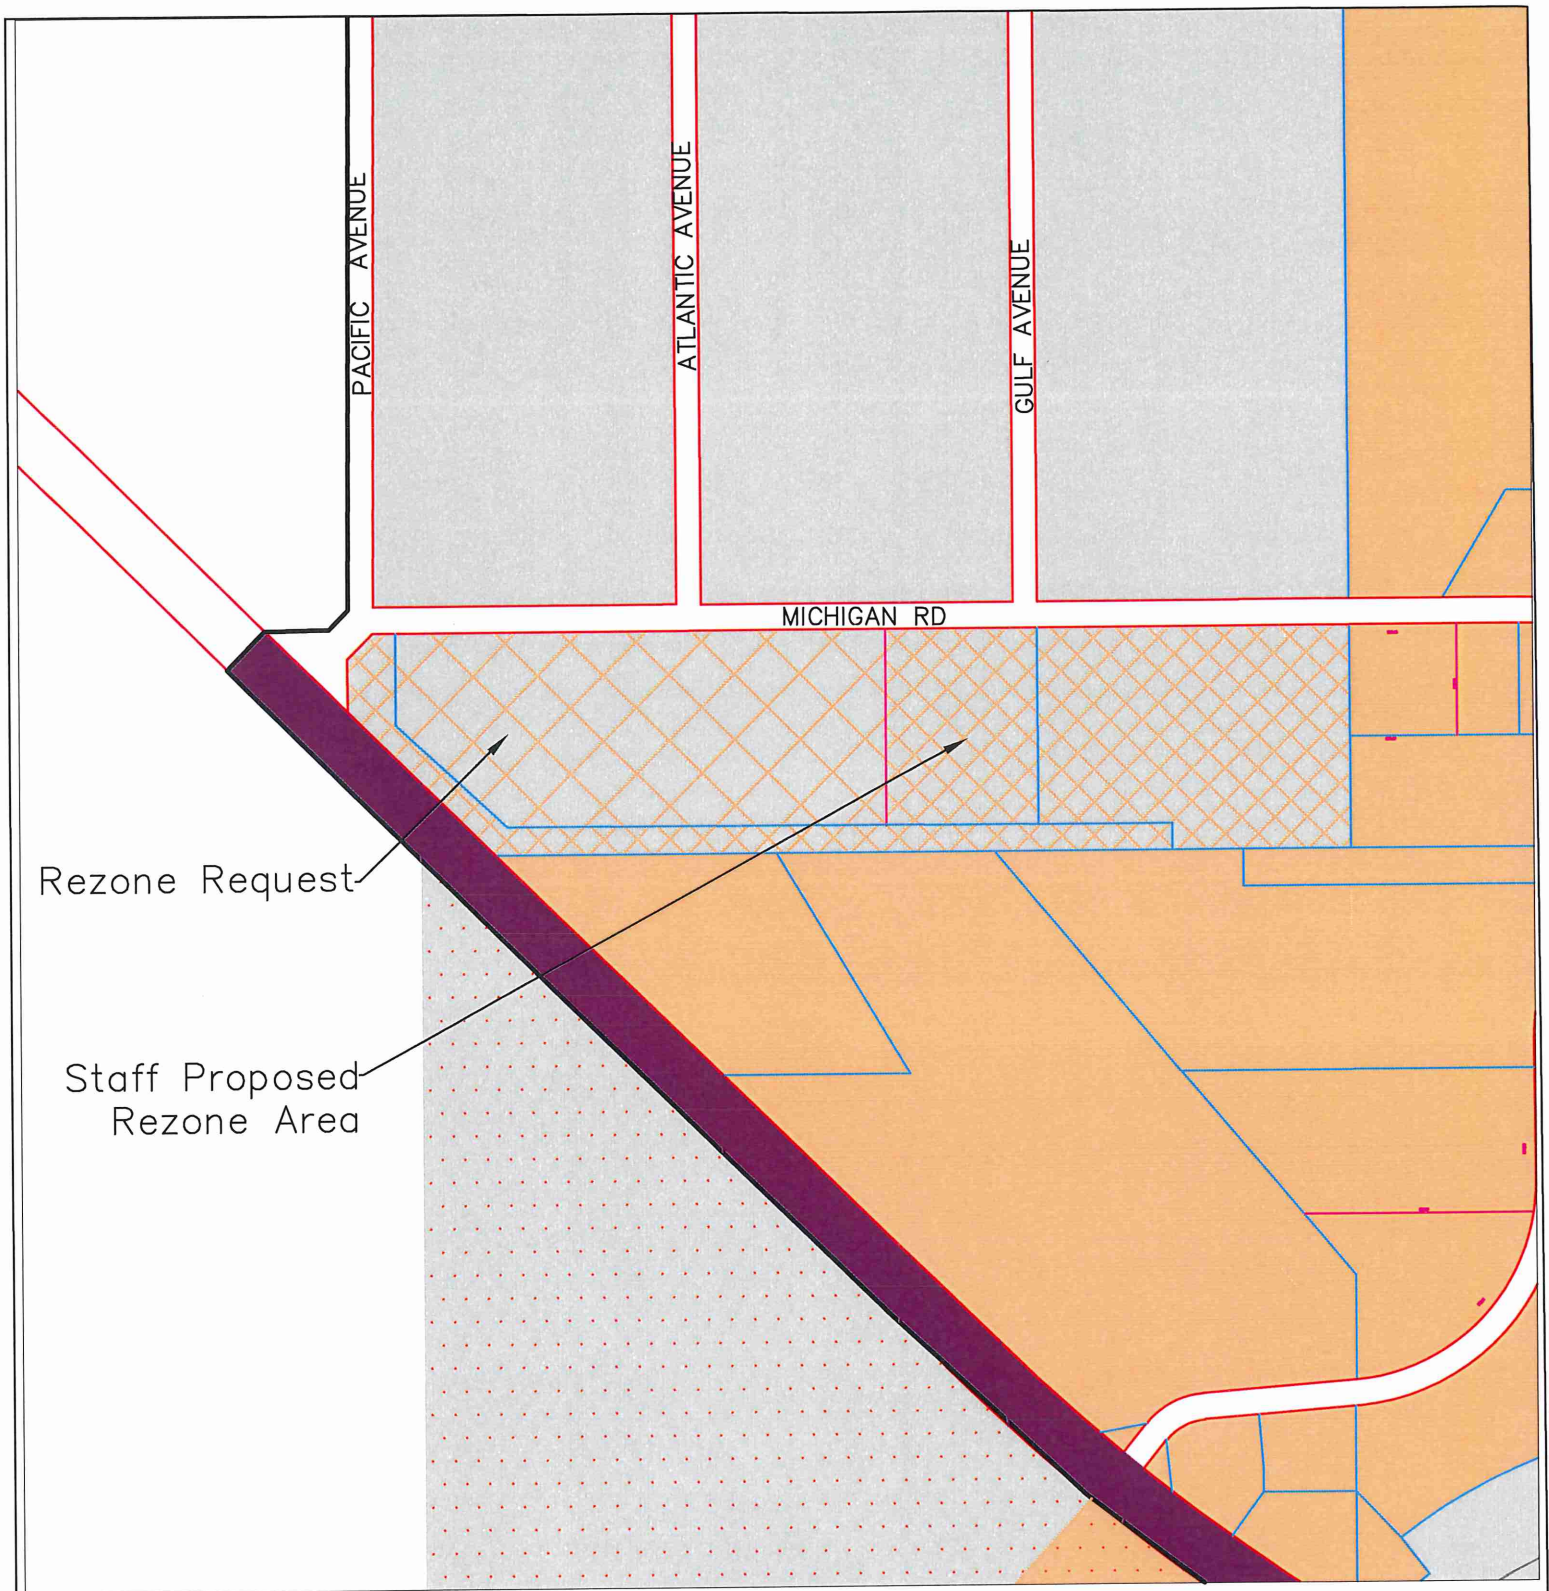 PACIFIC AVENUE
ATLANTIC AVENUE
GULF AVENUE
MICHIGAN RD
Rezone Request
Staff Proposed
Rezone Area